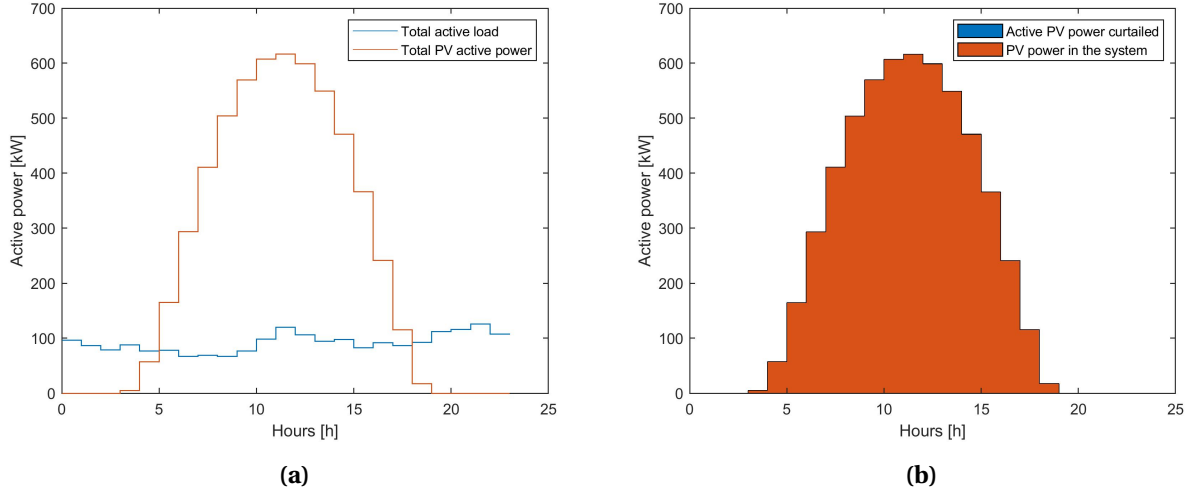 700
600
500
400
300
200
100
0
Active power [kW]
0 5 10 15 20 25
Hours [h]
Total active load
Total PV active power
(a)
700
600
500
400
300
200
100
0
Active power [kW]
0 5 10 15 20 25
Hours [h]
Active PV power curtailed
PV power in the system
(b)